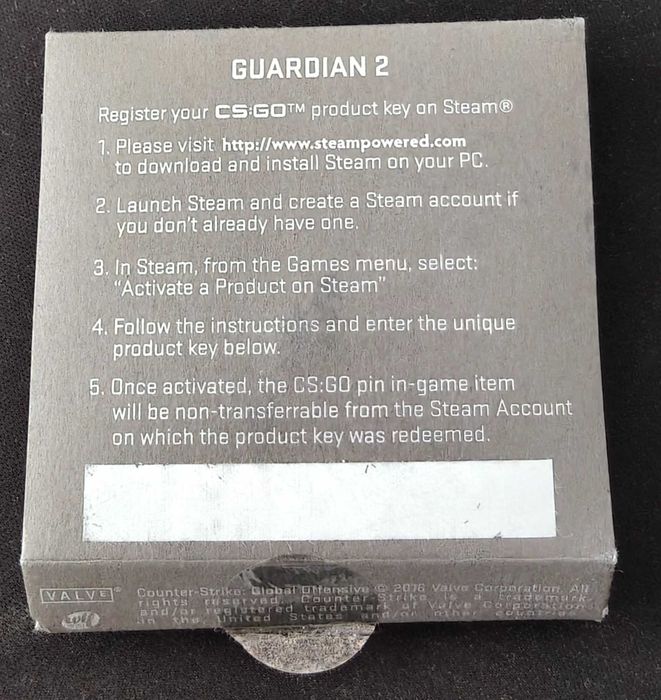 GUARDIAN 2
Register your CS:GO™ product key on Steam®
1. Please visit http://www.steampowered.com
to download and install Steam on your PC.
2. Launch Steam and create a Steam account if
you don't already have one.
3. In Steam, from the Games menu, select:
"Activate a Product on Steam"
4. Follow the instructions and enter the unique
product key below.
5. Once activated, the CS:GO pin in-game item
will be non-transferrable from the Steam Account
on which the product key was redeemed.
VALVE®
Counter-Strike: Global Offensive © 2016 Valve Corporation. All
rights reserved. Counter-Strike is a trademark
and/or registered trademark of Valve Corporation
in the United States and/or other countries.